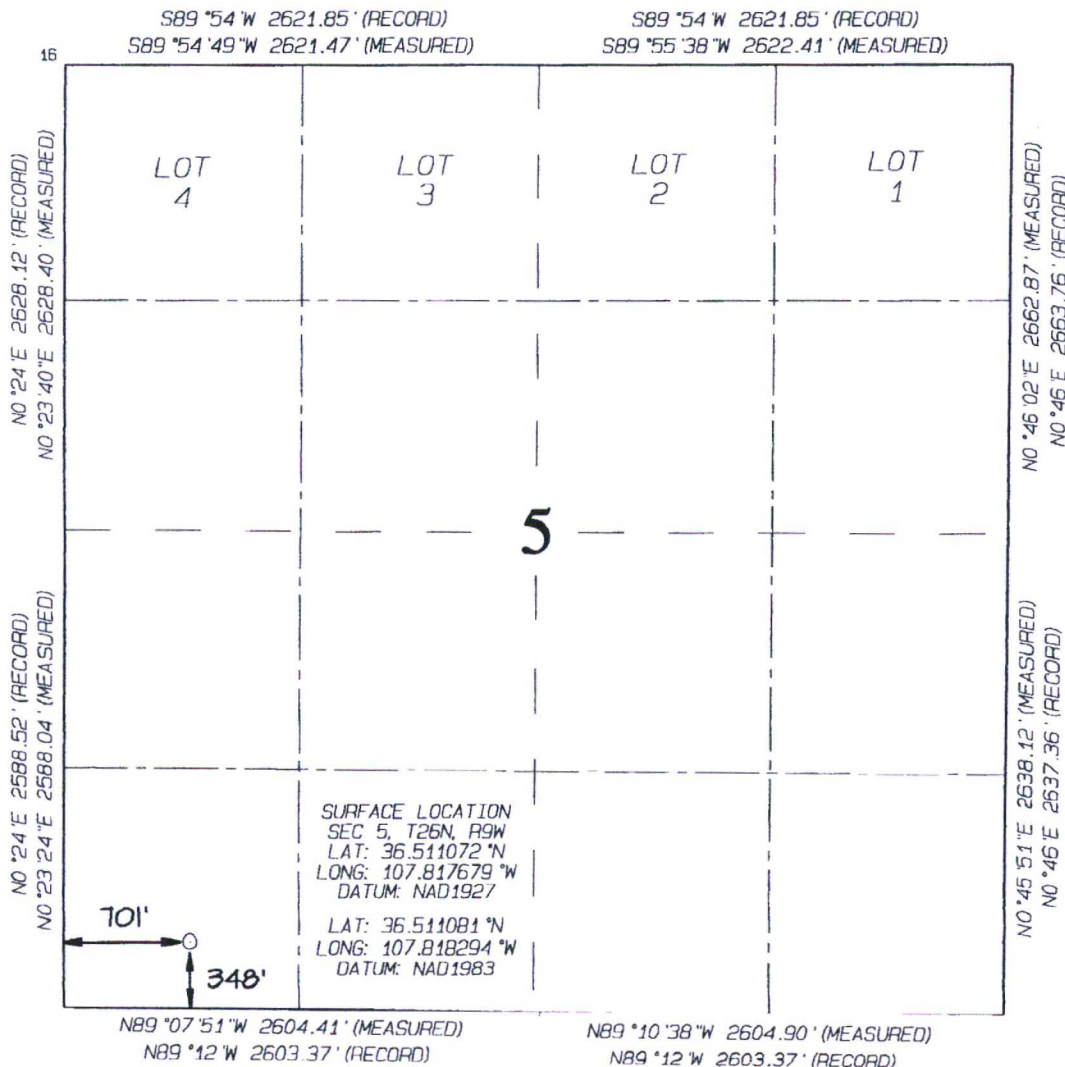 S89°54'W 2621.85' (RECORD)
S89°54'49"W 2621.47' (MEASURED)
S89°54'W 2621.85' (RECORD)
S89°55'38"W 2622.41' (MEASURED)
16
LOT
4
LOT
3
LOT
2
LOT
1
N0°24'E 2628.12' (RECORD)
N0°23'40"E 2628.40' (MEASURED)
N0°46'02"E 2662.87' (MEASURED)
N0°46'E 2663.76' (RECORD)
5
N0°24'E 2588.52' (RECORD)
N0°23'24"E 2588.04' (MEASURED)
N0°45'51"E 2638.12' (MEASURED)
N0°46'E 2637.36' (RECORD)
SURFACE LOCATION
SEC 5, T26N, R9W
LAT: 36.511072°N
LONG: 107.817679°W
DATUM: NAD1927
LAT: 36.511081°N
LONG: 107.818294°W
DATUM: NAD1983
701'
348'
N89°07'51"W 2604.41' (MEASURED)
N89°12'W 2603.37' (RECORD)
N89°10'38"W 2604.90' (MEASURED)
N89°12'W 2603.37' (RECORD)